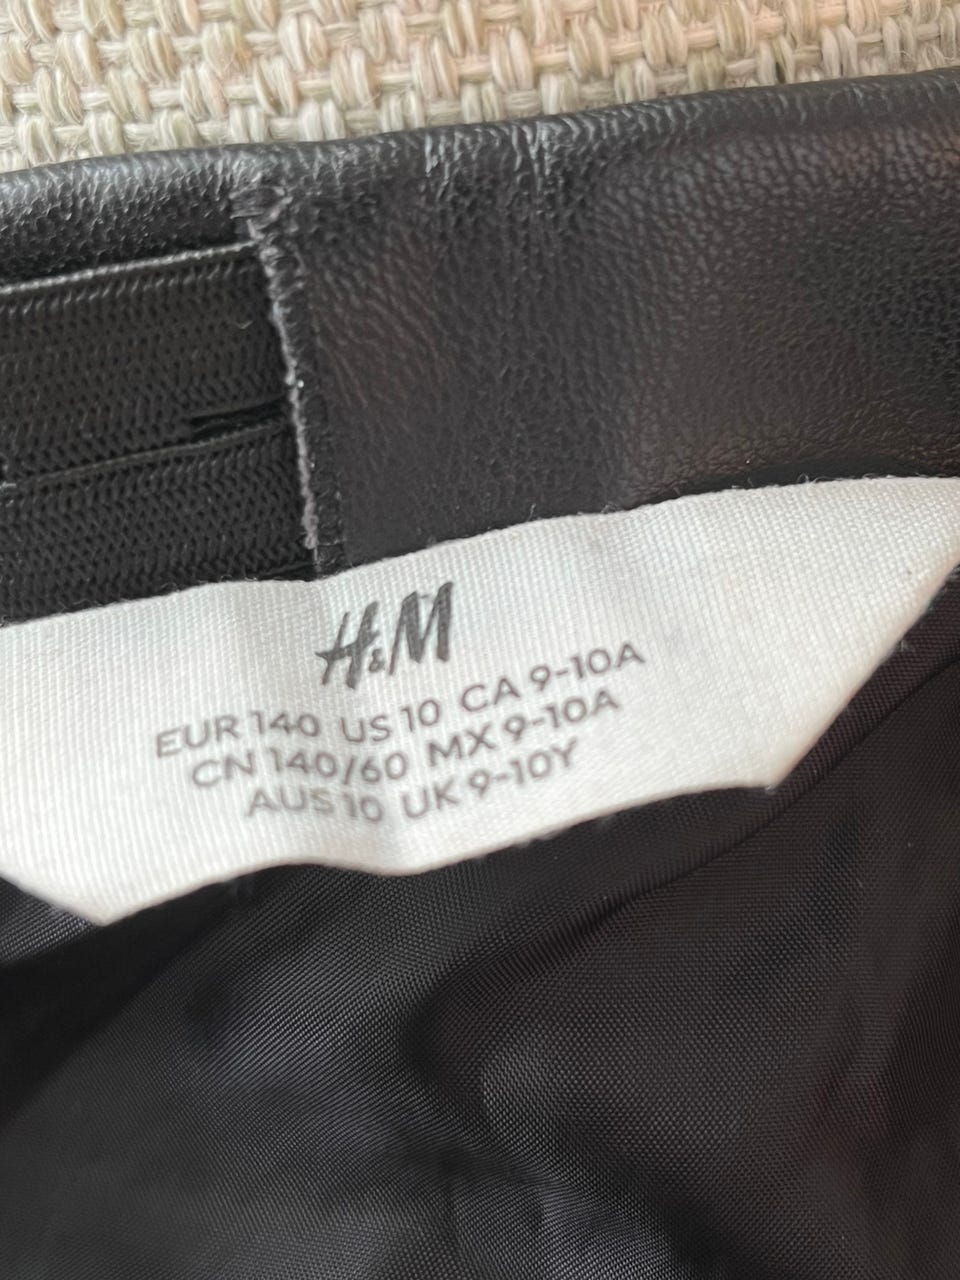 H&M
EUR 140 US 10 CA 9-10A
CN 140/60 MX 9-10A
AUS 10 UK 9-10Y